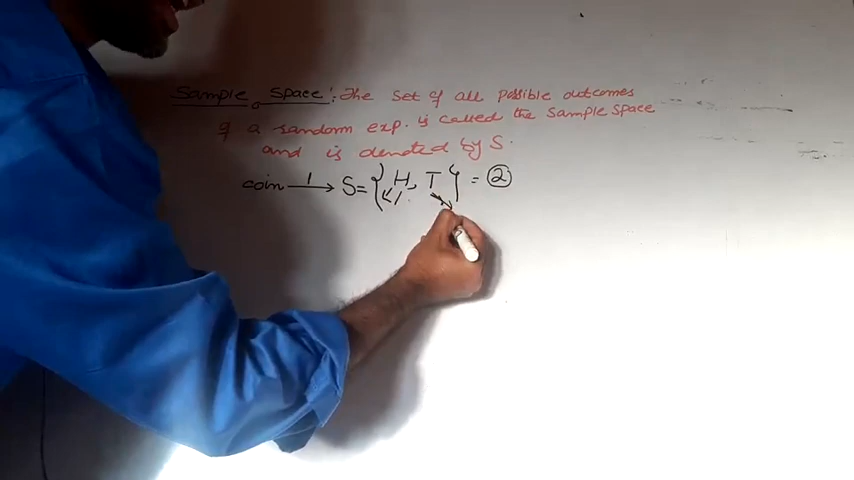 Sample Space: The set of all possible outcomes
of a random exp. is called the sample space
and is denoted by S.
coin 1→ S = {H, T} = 2